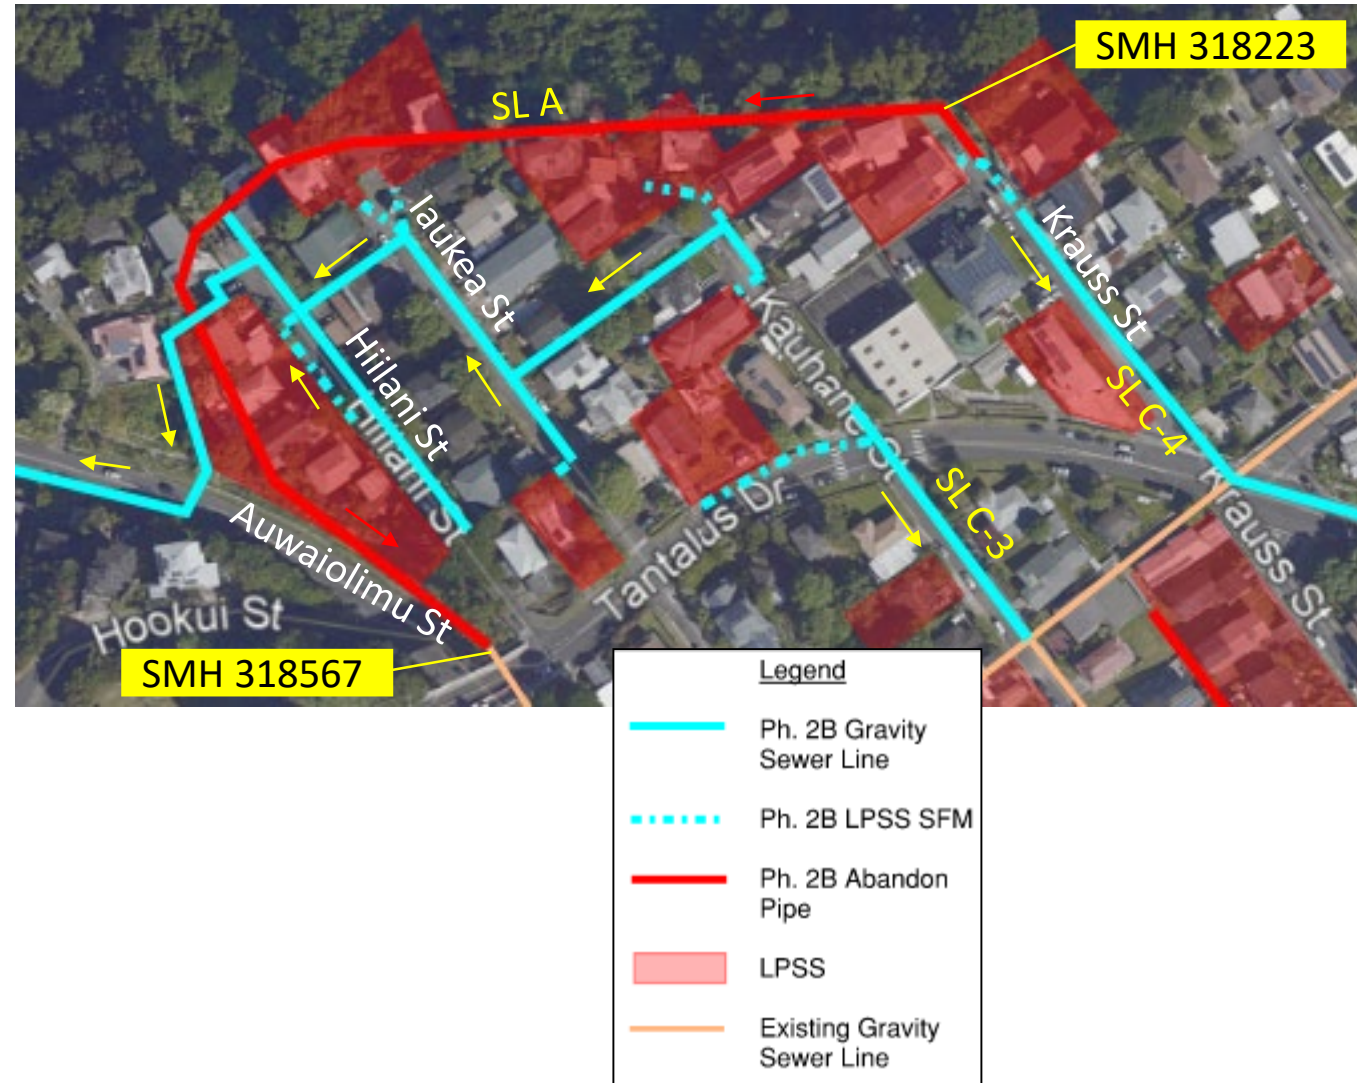 SMH 318223
SL A
Iaukea St
Krauss St
Kauhane St
Hiilani St
Hiilani St
SL C-4
Krauss St
SL C-3
Tantalus Dr
Auwaiolimu St
Hookui St
SMH 318567
Legend
Ph. 2B Gravity
Sewer Line
Ph. 2B LPSS SFM
Ph. 2B Abandon
Pipe
LPSS
Existing Gravity
Sewer Line